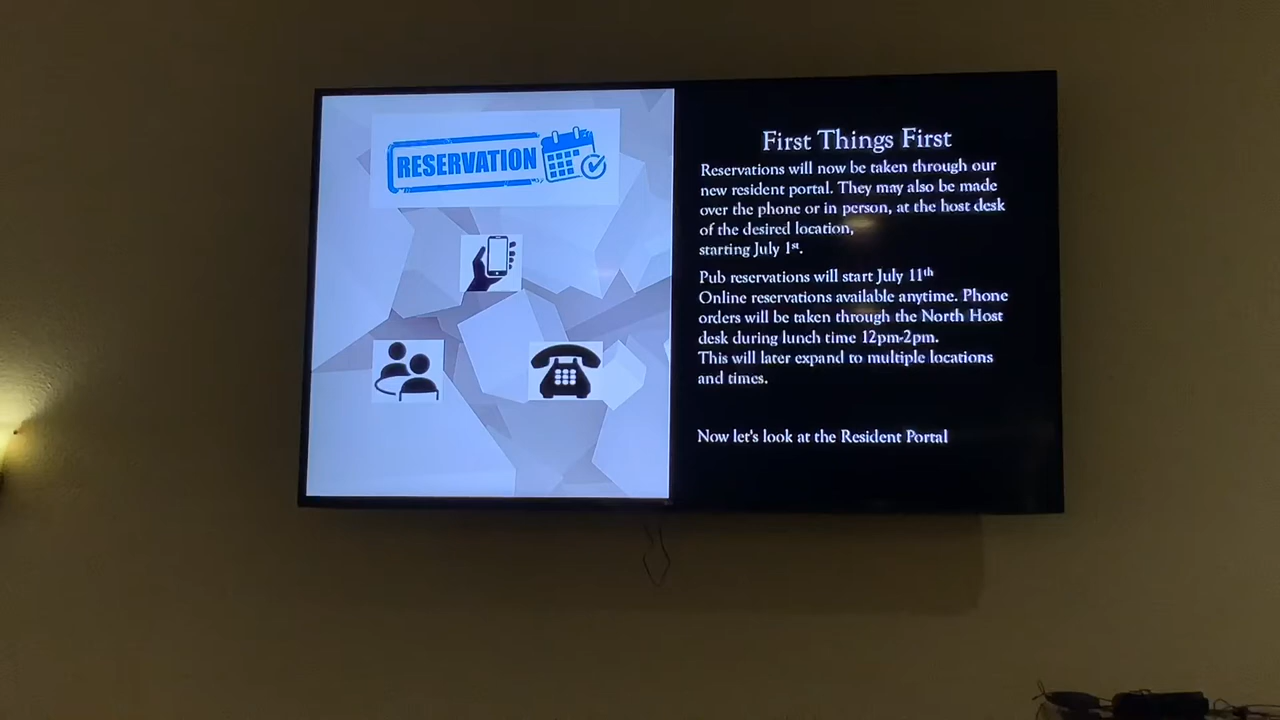 RESERVATION
First Things First
Reservations will now be taken through our
new resident portal. They may also be made
over the phone or in person, at the host desk
of the desired location,
starting July 1st.
Pub reservations will start July 11th
Online reservations available anytime. Phone
orders will be taken through the North Host
desk during lunch time 12pm-2pm.
This will later expand to multiple locations
and times.
Now let's look at the Resident Portal